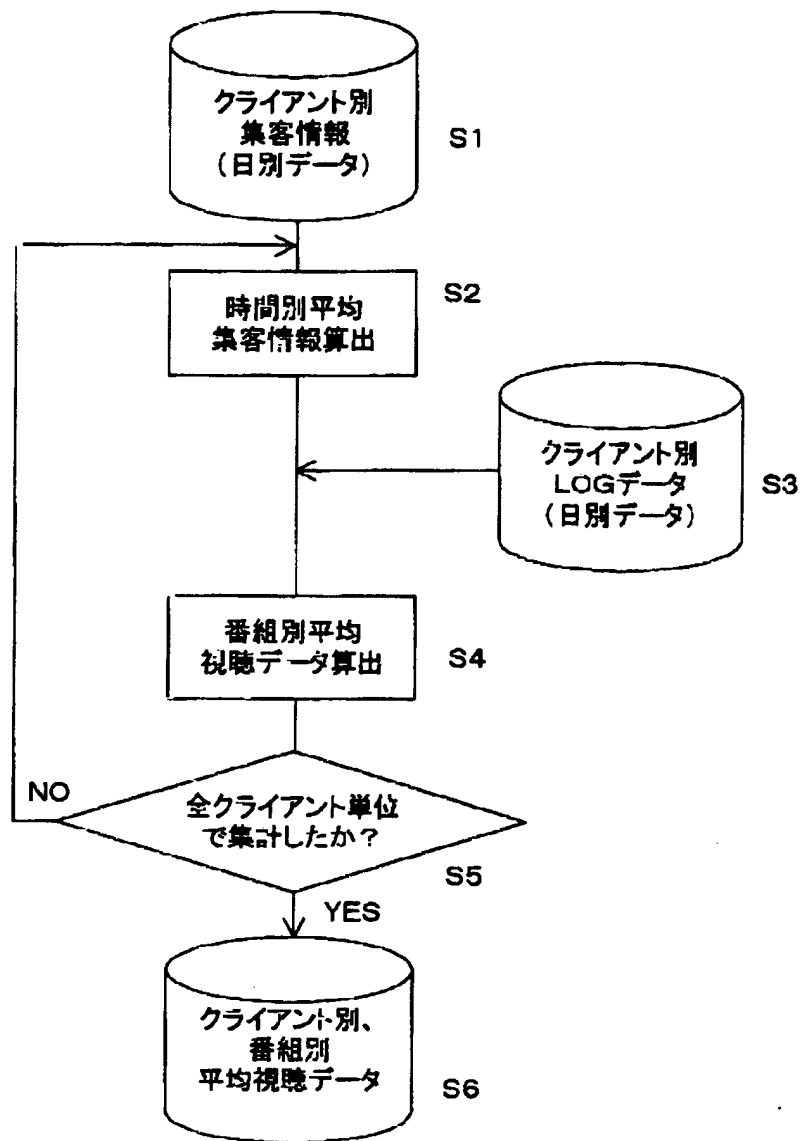 クライアント別
集客情報
(日別データ)
S1
S2
時間別平均
集客情報算出
クライアント別
LOGデータ
(日別データ)
S3
番組別平均
視聴データ算出
S4
NO
全クライアント単位
で集計したか?
S5
YES
クライアント別、
番組別
平均視聴データ
S6